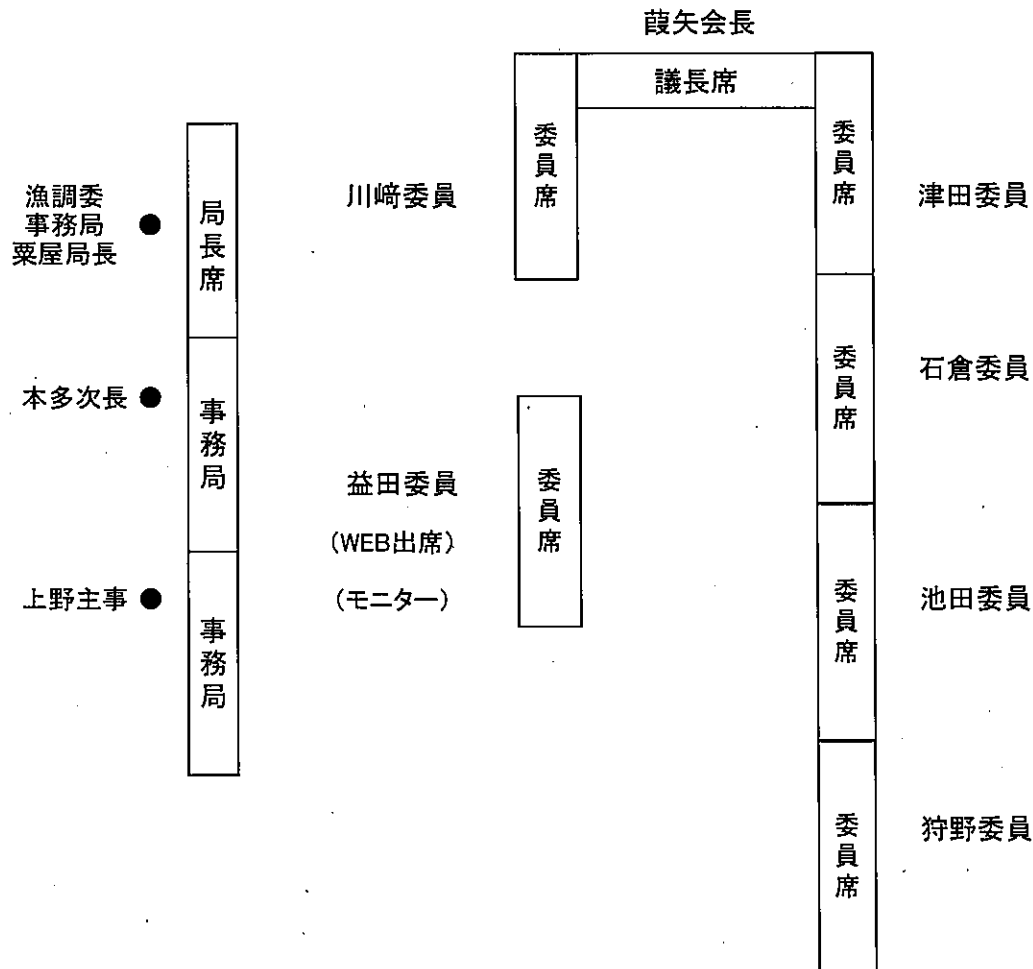 葭矢会長
議長席
委員席
委員席
漁調委
事務局
粟屋局長
局長席
川﨑委員
津田委員
委員席
石倉委員
本多次長
事務局
益田委員
(WEB出席)
(モニター)
委員席
上野主事
事務局
委員席
池田委員
委員席
狩野委員